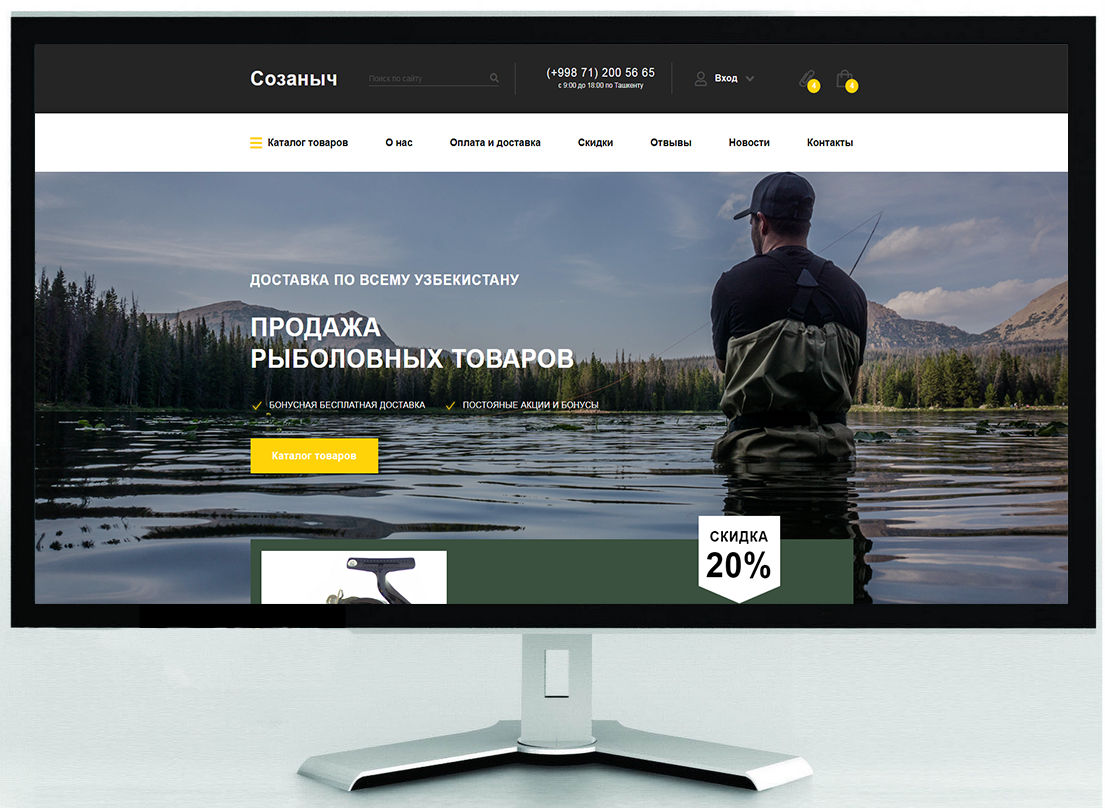 Созаныч
Поиск по сайту
(+998 71) 200 56 65
с 9:00 до 18:00 по Ташкенту
Вход
4
4
Каталог товаров
О нас
Оплата и доставка
Скидки
Отзывы
Новости
Контакты
ДОСТАВКА ПО ВСЕМУ УЗБЕКИСТАНУ
ПРОДАЖА
РЫБОЛОВНЫХ ТОВАРОВ
БОНУСНАЯ БЕСПЛАТНАЯ ДОСТАВКА
ПОСТОЯНЫЕ АКЦИИ И БОНУСЫ
Каталог товаров
СКИДКА
20%